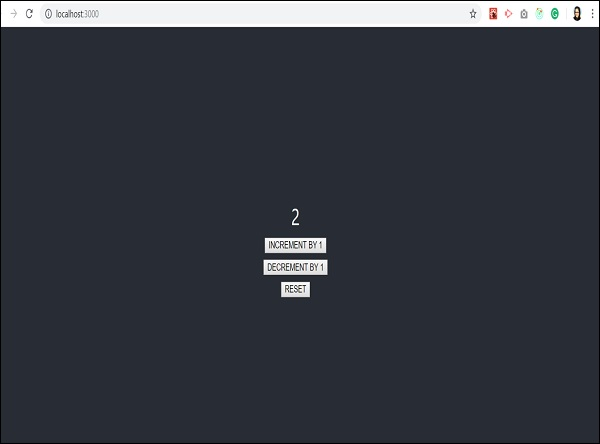 localhost:3000
2
INCREMENT BY 1
DECREMENT BY 1
RESET